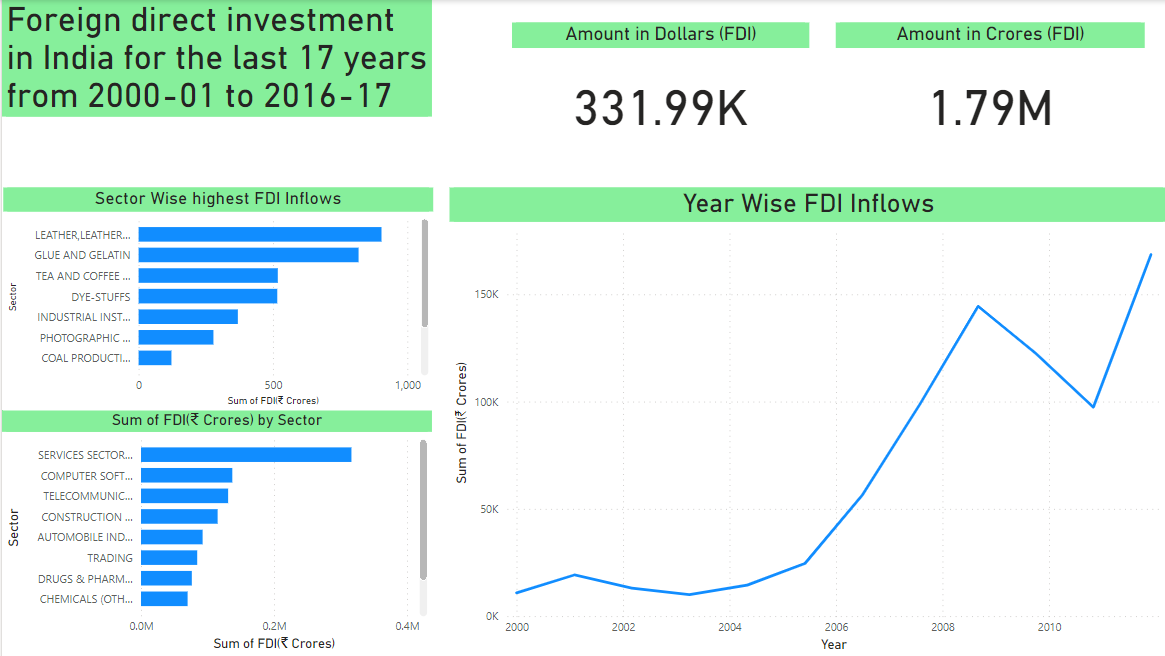 Foreign direct investment
in India for the last 17 years
from 2000-01 to 2016-17
Amount in Dollars (FDI)
331.99K
Amount in Crores (FDI)
1.79M
Sector Wise highest FDI Inflows
Sector
LEATHER,LEATHER...
GLUE AND GELATIN
TEA AND COFFEE ...
DYE-STUFFS
INDUSTRIAL INST...
PHOTOGRAPHIC ...
COAL PRODUCTI...
0 500 1,000
Sum of FDI(₹ Crores)
Sum of FDI(₹ Crores) by Sector
Sector
SERVICES SECTOR...
COMPUTER SOFT...
TELECOMMUNIC...
CONSTRUCTION ...
AUTOMOBILE IND...
TRADING
DRUGS & PHARM...
CHEMICALS (OTH...
0.0M 0.2M 0.4M
Sum of FDI(₹ Crores)
Year Wise FDI Inflows
Sum of FDI(₹ Crores)
150K
100K
50K
0K
2000 2002 2004 2006 2008 2010
Year